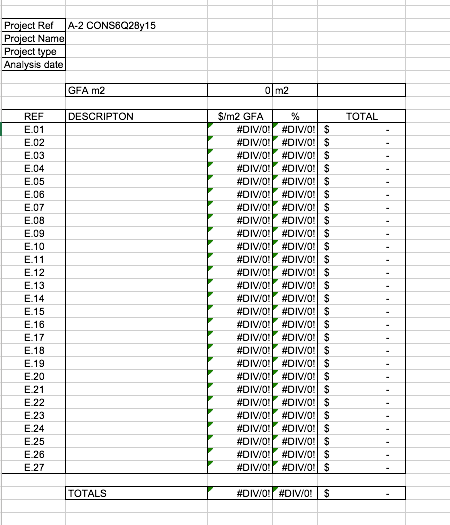 Project Ref A-2 CONS6Q28y15
Project Name
Project type
Analysis date
GFA m2 0 m2
REF DESCRIPTON $/m2 GFA % TOTAL
E.01 #DIV/0! #DIV/0! $ -
E.02 #DIV/0! #DIV/0! $ -
E.03 #DIV/0! #DIV/0! $ -
E.04 #DIV/0! #DIV/0! $ -
E.05 #DIV/0! #DIV/0! $ -
E.06 #DIV/0! #DIV/0! $ -
E.07 #DIV/0! #DIV/0! $ -
E.08 #DIV/0! #DIV/0! $ -
E.09 #DIV/0! #DIV/0! $ -
E.10 #DIV/0! #DIV/0! $ -
E.11 #DIV/0! #DIV/0! $ -
E.12 #DIV/0! #DIV/0! $ -
E.13 #DIV/0! #DIV/0! $ -
E.14 #DIV/0! #DIV/0! $ -
E.15 #DIV/0! #DIV/0! $ -
E.16 #DIV/0! #DIV/0! $ -
E.17 #DIV/0! #DIV/0! $ -
E.18 #DIV/0! #DIV/0! $ -
E.19 #DIV/0! #DIV/0! $ -
E.20 #DIV/0! #DIV/0! $ -
E.21 #DIV/0! #DIV/0! $ -
E.22 #DIV/0! #DIV/0! $ -
E.23 #DIV/0! #DIV/0! $ -
E.24 #DIV/0! #DIV/0! $ -
E.25 #DIV/0! #DIV/0! $ -
E.26 #DIV/0! #DIV/0! $ -
E.27 #DIV/0! #DIV/0! $ -
TOTALS #DIV/0! #DIV/0! $ -